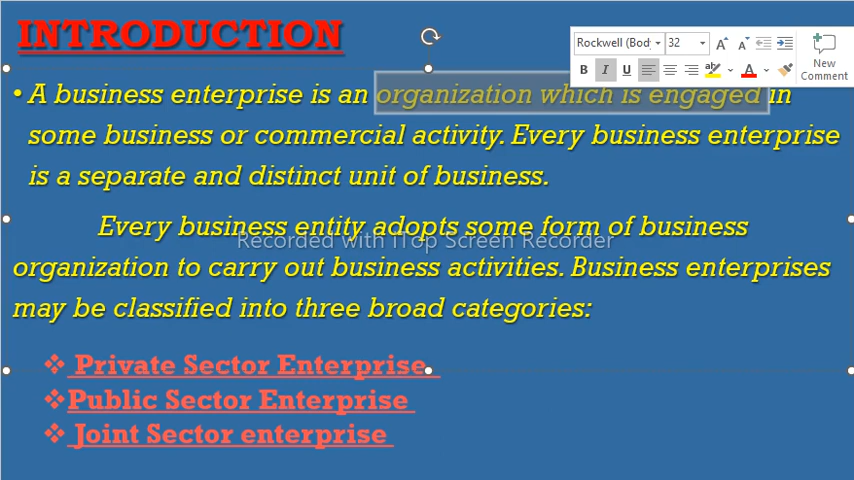 INTRODUCTION
Rockwell (Body 32 A A
B I U ab A New
Comment
• A business enterprise is an organization which is engaged in
some business or commercial activity. Every business enterprise
is a separate and distinct unit of business.
Every business entity adopts some form of business
Recorded with iTop Screen Recorder
organization to carry out business activities. Business enterprises
may be classified into three broad categories:
❖ Private Sector Enterprise
❖Public Sector Enterprise
❖ Joint Sector enterprise